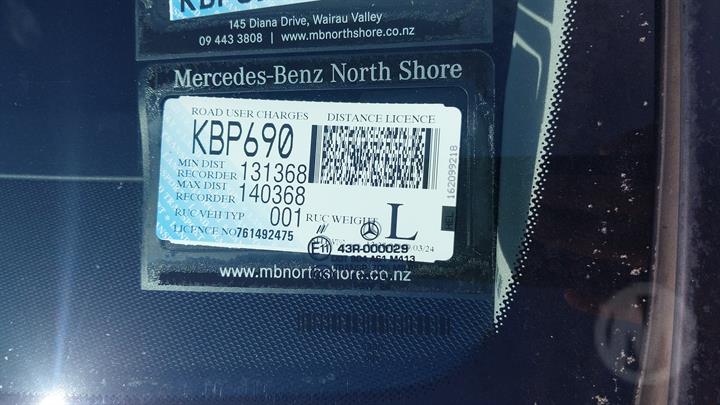 145 Diana Drive, Wairau Valley
09 443 3808 | www.mbnorthshore.co.nz
Mercedes-Benz North Shore
ROAD USER CHARGES DISTANCE LICENCE
KBP690
MIN DIST
RECORDER 131368
MAX DIST
RECORDER 140368
RUC VEH TYP 001 RUC WEIGHT L
LICENCE NO 761492475
162099218
E11 43R-000029
www.mbnorthshore.co.nz